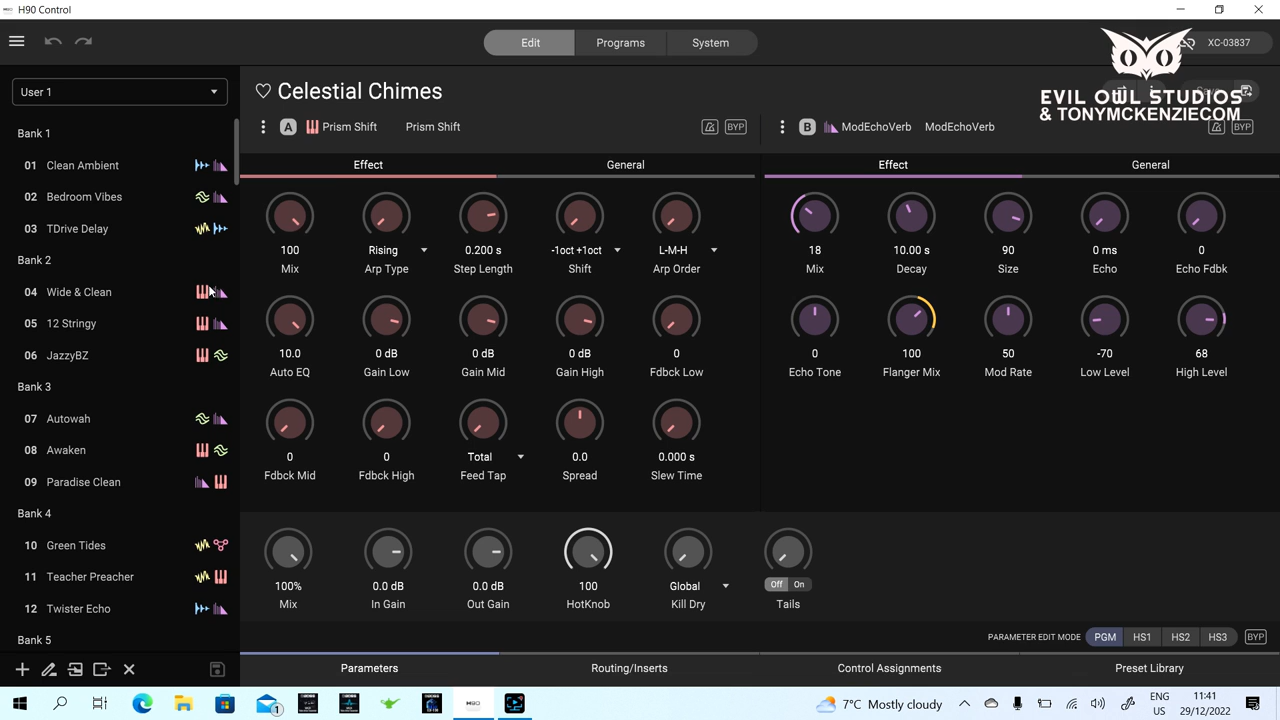 H90 Control
Edit
Programs
System
XC-03837
EVIL OWL STUDIOS
& TONYMCKENZIECOM
User 1
Bank 1
01 Clean Ambient
02 Bedroom Vibes
03 TDrive Delay
Bank 2
04 Wide & Clean
05 12 Stringy
06 JazzyBZ
Bank 3
07 Autowah
08 Awaken
09 Paradise Clean
Bank 4
10 Green Tides
11 Teacher Preacher
12 Twister Echo
Bank 5
Celestial Chimes
A Prism Shift Prism Shift BYP
B ModEchoVerb ModEchoVerb BYP
Effect General
Effect General
100 Rising 0.200 s -1oct +1oct L-M-H
Mix Arp Type Step Length Shift Arp Order
10.0 0 dB 0 dB 0 dB 0
Auto EQ Gain Low Gain Mid Gain High Fdbck Low
0 0 Total 0.0 0.000 s
Fdbck Mid Fdbck High Feed Tap Spread Slew Time
18 10.00 s 90 0 ms 0
Mix Decay Size Echo Echo Fdbk
0 100 50 -70 68
Echo Tone Flanger Mix Mod Rate Low Level High Level
100% 0.0 dB 0.0 dB 100 Global Off On
Mix In Gain Out Gain HotKnob Kill Dry Tails
PARAMETER EDIT MODE PGM HS1 HS2 HS3 BYP
Parameters Routing/Inserts Control Assignments Preset Library
H90
1
7°C Mostly cloudy
ENG
US
11:41
29/12/2022